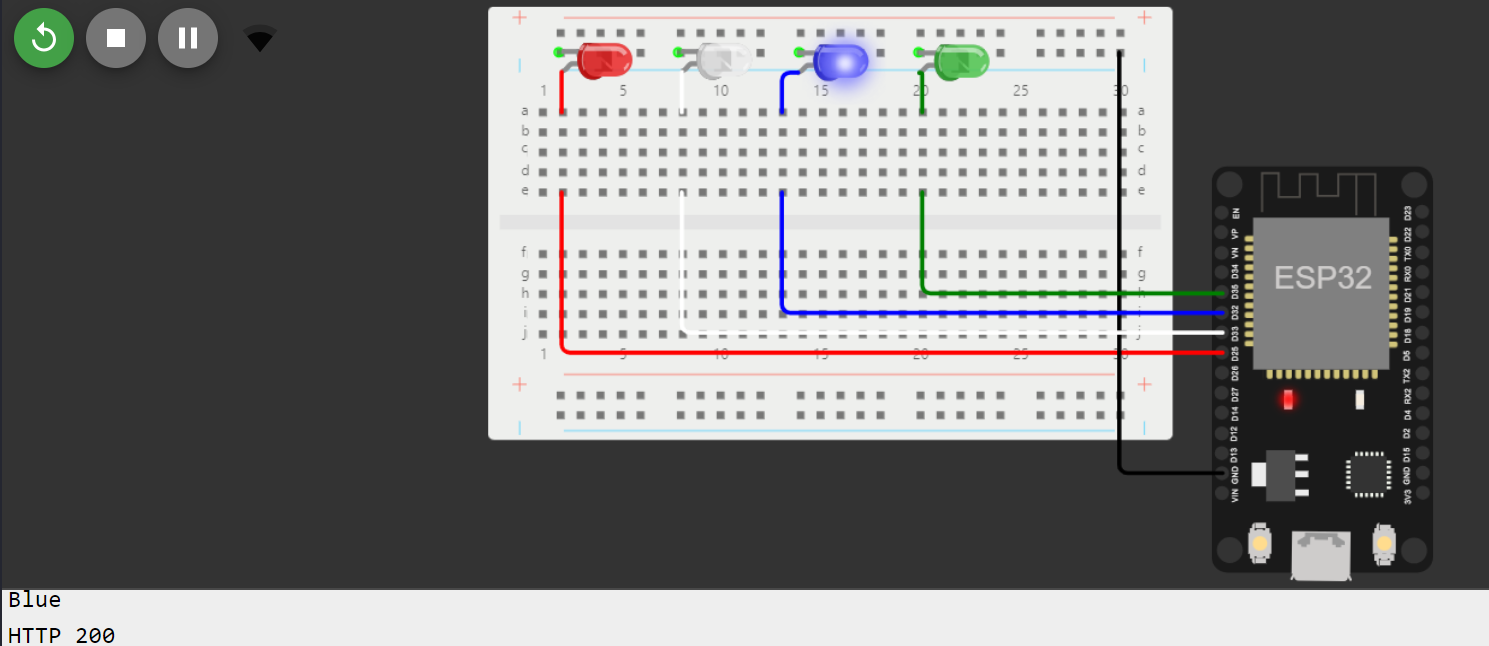 1 5 10 15 20 25 30
a a
b b
c c
d d
e e
f f
g g
h h
i i
j j
1 5 10 15 20 25 30
ESP32
EN
VP
VN
D34
D35
D32
D33
D25
D26
D27
D14
D12
D13
GND
VIN
D23
D22
TX0
RX0
D21
D19
D18
D5
TX2
RX2
D4
D2
D15
GND
3V3
Blue
HTTP 200